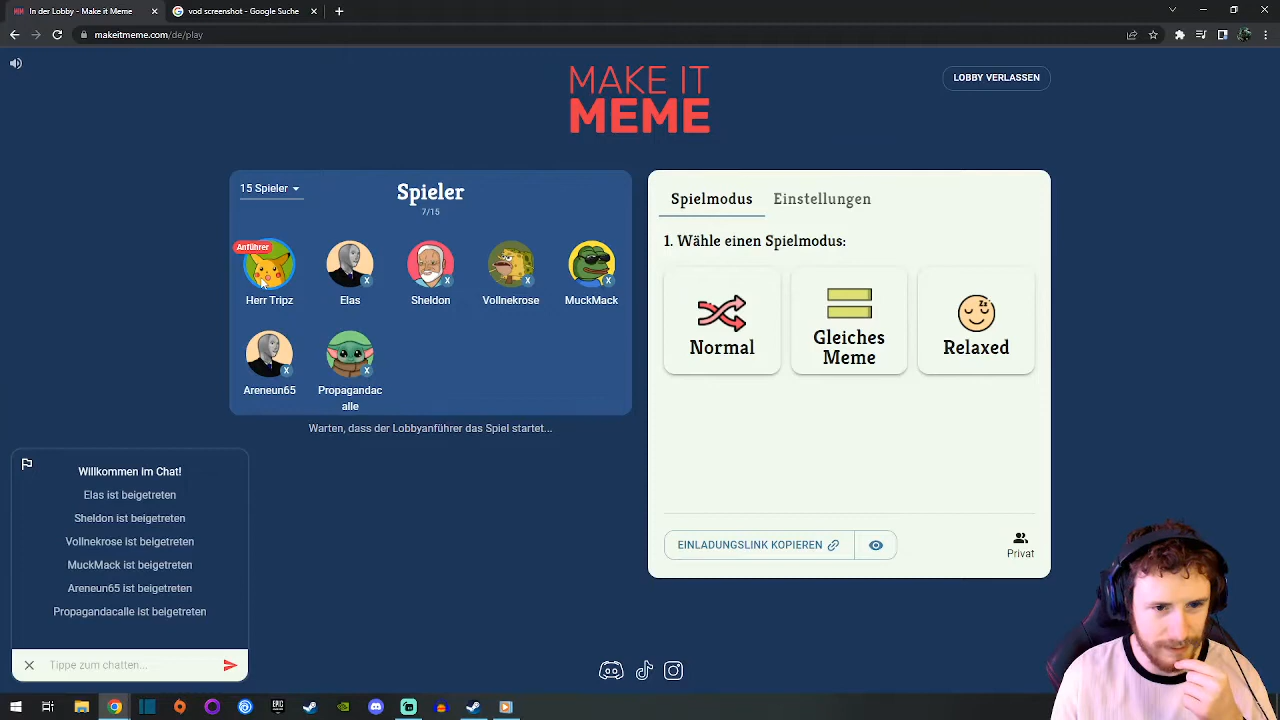 In der Lobby - Make it Meme
vod screenshot - Google Suche
makeitmeme.com/de/play
MAKE IT
MEME
LOBBY VERLASSEN
15 Spieler
Spieler
7/15
Anführer
Herr Tripz
Elas
Sheldon
Vollnekrose
MuckMack
Areneun65
Propagandac
alle
Warten, dass der Lobbyanführer das Spiel startet...
Spielmodus
Einstellungen
1. Wähle einen Spielmodus:
Normal
Gleiches
Meme
Relaxed
EINLADUNGSLINK KOPIEREN
Privat
Willkommen im Chat!
Elas ist beigetreten
Sheldon ist beigetreten
Vollnekrose ist beigetreten
MuckMack ist beigetreten
Areneun65 ist beigetreten
Propagandacalle ist beigetreten
Tippe zum chatten...